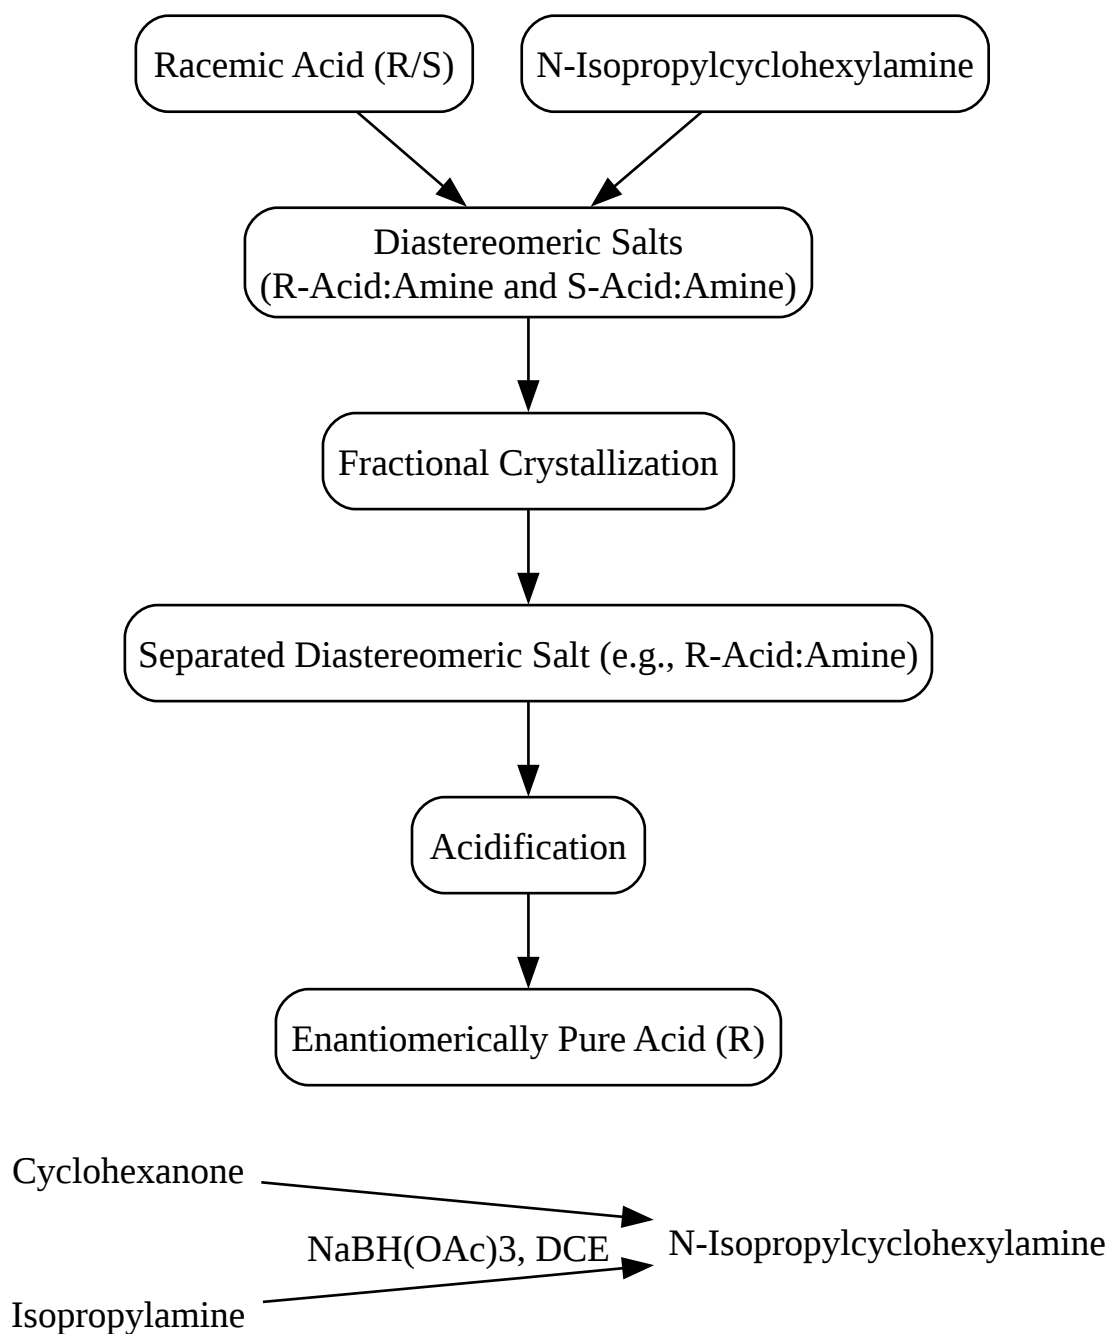 Racemic Acid (R/S)
N-Isopropylcyclohexylamine
Diastereomeric Salts
(R-Acid:Amine and S-Acid:Amine)
Fractional Crystallization
Separated Diastereomeric Salt (e.g., R-Acid:Amine)
Acidification
Enantiomerically Pure Acid (R)
Cyclohexanone
NaBH(OAc)3, DCE
N-Isopropylcyclohexylamine
Isopropylamine